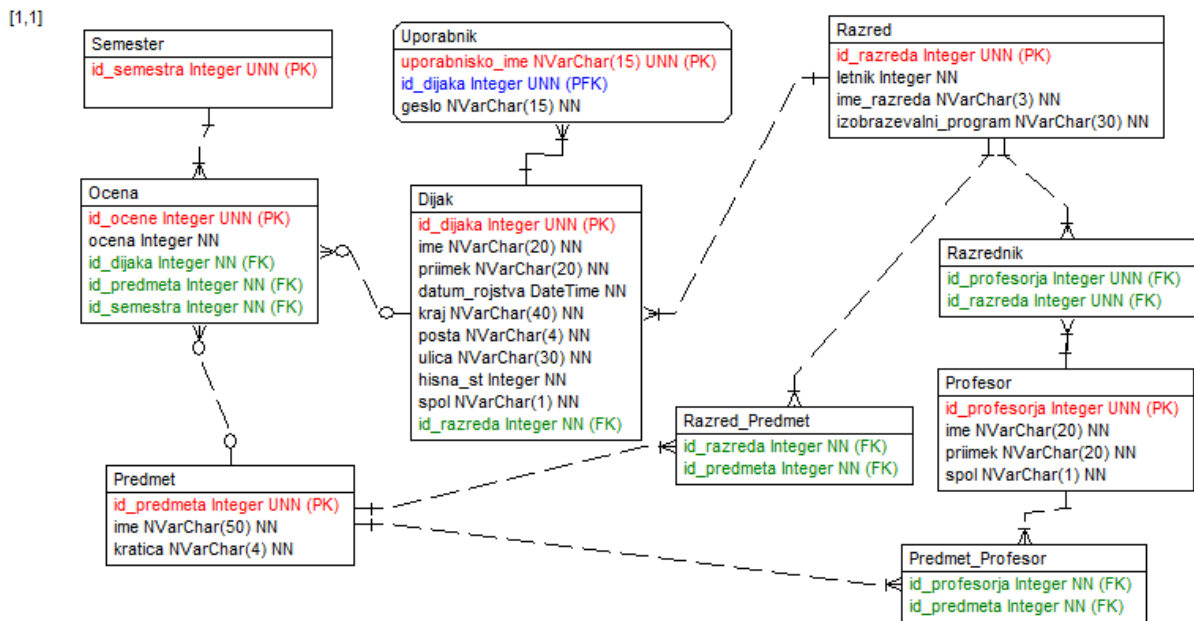 [1,1]
Semester
id_semestra Integer UNN (PK)
Uporabnik
uporabnisko_ime NVarChar(15) UNN (PK)
id_dijaka Integer UNN (PFK)
geslo NVarChar(15) NN
Razred
id_razreda Integer UNN (PK)
letnik Integer NN
ime_razreda NVarChar(3) NN
izobrazevalni_program NVarChar(30) NN
Ocena
id_ocene Integer UNN (PK)
ocena Integer NN
id_dijaka Integer NN (FK)
id_predmeta Integer NN (FK)
id_semestra Integer NN (FK)
Dijak
id_dijaka Integer UNN (PK)
ime NVarChar(20) NN
priimek NVarChar(20) NN
datum_rojstva DateTime NN
kraj NVarChar(40) NN
posta NVarChar(4) NN
ulica NVarChar(30) NN
hisna_st Integer NN
spol NVarChar(1) NN
id_razreda Integer NN (FK)
Razrednik
id_profesorja Integer UNN (FK)
id_razreda Integer UNN (FK)
Profesor
id_profesorja Integer UNN (PK)
ime NVarChar(20) NN
priimek NVarChar(20) NN
spol NVarChar(1) NN
Razred_Predmet
id_razreda Integer NN (FK)
id_predmeta Integer NN (FK)
Predmet
id_predmeta Integer UNN (PK)
ime NVarChar(50) NN
kratica NVarChar(4) NN
Predmet_Profesor
id_profesorja Integer NN (FK)
id_predmeta Integer NN (FK)